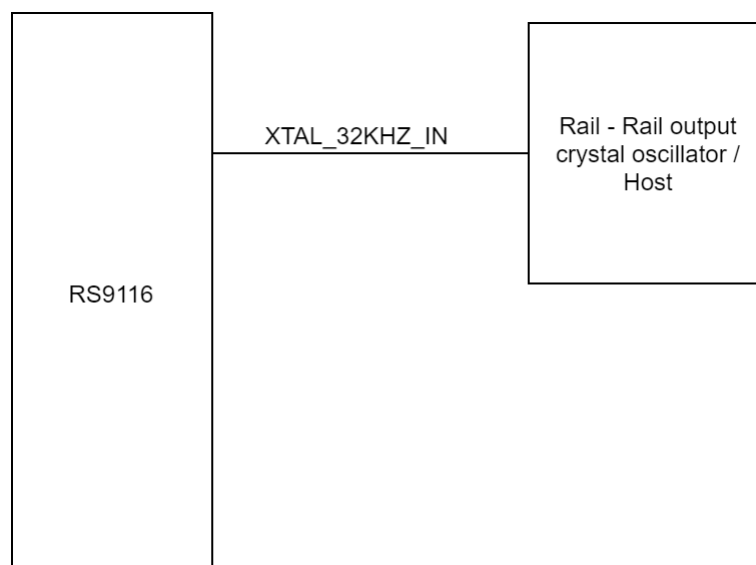 XTAL_32KHZ_IN
Rail - Rail output
crystal oscillator /
Host
RS9116